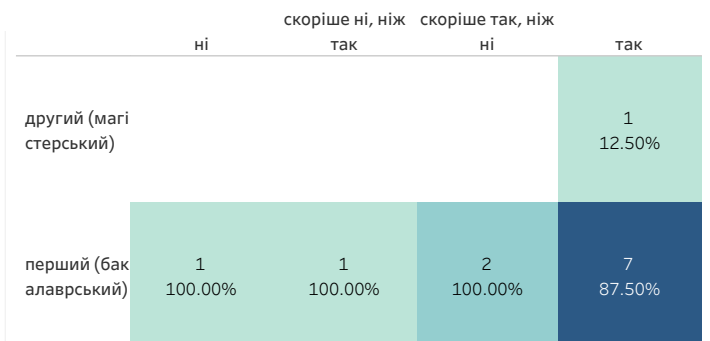 скоріше ні, ніж скоріше так, ніж
ні так ні так
другий (магі
стерський)
1
12.50%
перший (бак
алаврський)
1 1 2 7
100.00% 100.00% 100.00% 87.50%